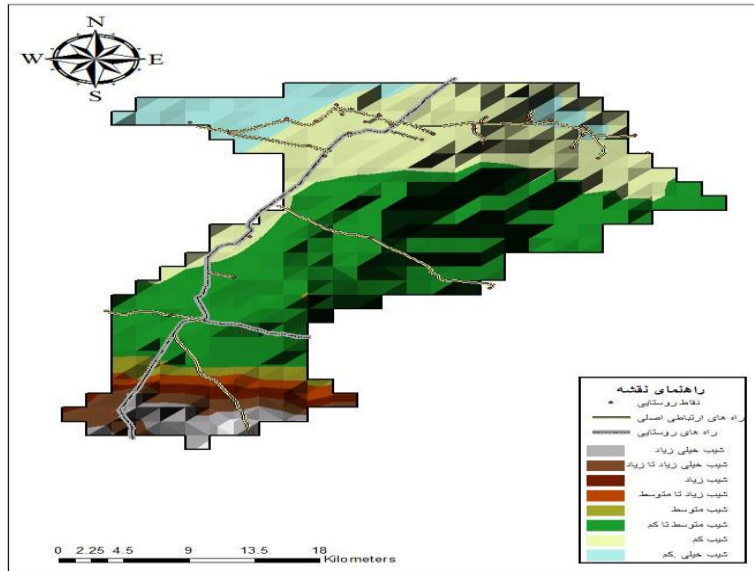 N
W E
S
راهنمای نقشه
نقاط روستایی
راه های ارتباطی اصلی
راه های روستایی
شیب خیلی زیاد
شیب خیلی زیاد تا زیاد
شیب زیاد
شیب زیاد تا متوسط
شیب متوسط
شیب متوسط تا کم
شیب کم
شیب خیلی .کم
0 2.25 4.5 9 13.5 18
Kilometers